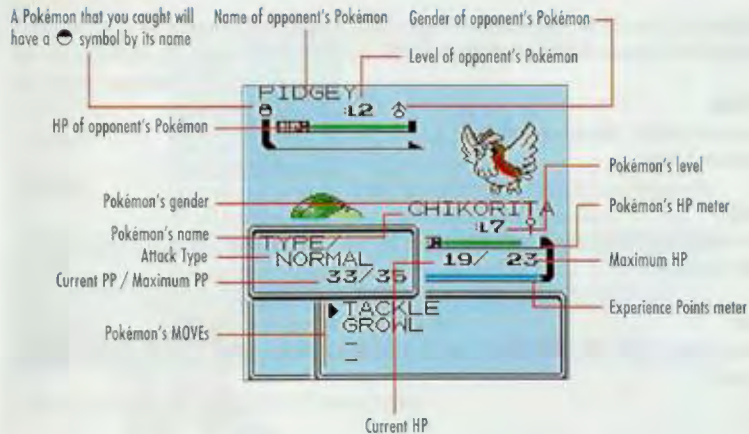 A Pokémon that you caught will
have a symbol by its name
Name of opponent's Pokémon
Gender of opponent's Pokémon
Level of opponent's Pokémon
PIDGEY
:12 ♂
HP of opponent's Pokémon
HP:
Pokémon's level
Pokémon's gender
CHIKORITA
Pokémon's HP meter
:17 ♀
Pokémon's name
TYPE/
Attack Type
NORMAL
19/ 23
Maximum HP
Current PP / Maximum PP
33/35
Experience Points meter
TACKLE
Pokémon's MOVEs
GROWL
-
-
Current HP